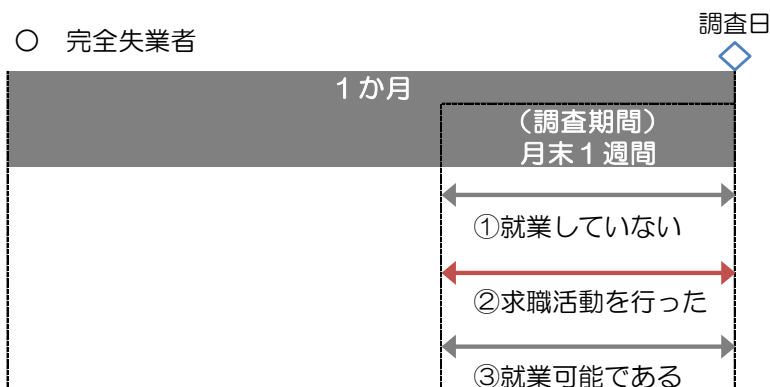 調査日
○ 完全失業者
１か月
（調査期間）
月末１週間
①就業していない
②求職活動を行った
③就業可能である